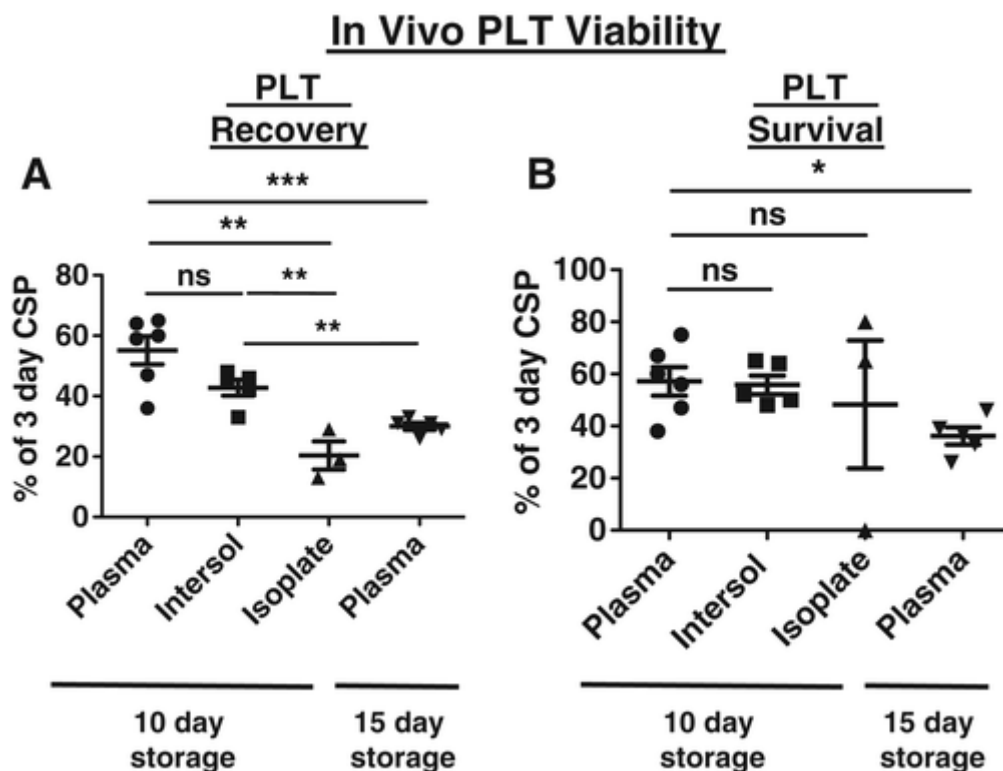 In Vivo PLT Viability
PLT
Recovery
A
***
**
ns
**
**
80
60
40
20
0
% of 3 day CSP
Plasma
Intersol
Isoplate
Plasma
10 day
storage
15 day
storage
PLT
Survival
B
*
ns
ns
100
80
60
40
20
0
% of 3 day CSP
Plasma
Intersol
Isoplate
Plasma
10 day
storage
15 day
storage